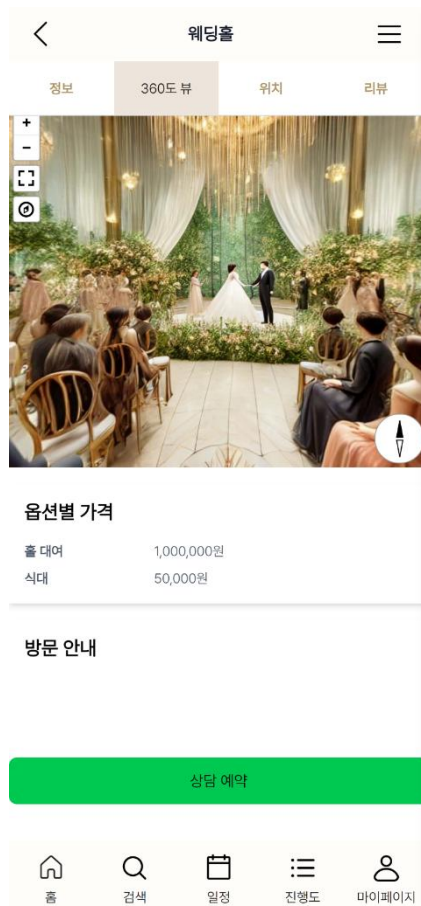 웨딩홀
정보 360도 뷰 위치 리뷰
+
-
옵션별 가격
홀 대여 1,000,000원
식대 50,000원
방문 안내
상담 예약
홈 검색 일정 진행도 마이페이지